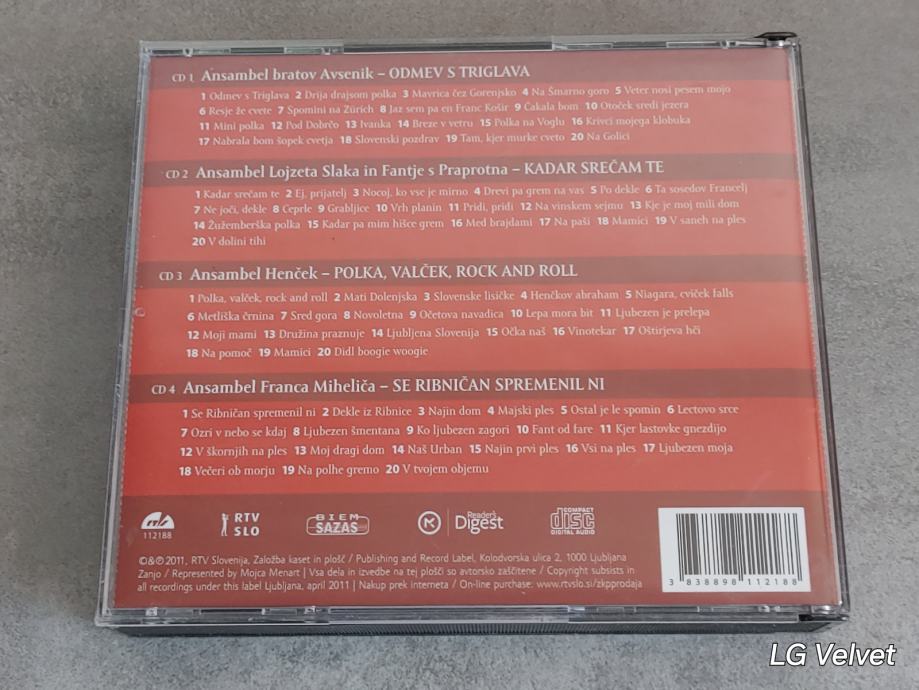 CD 1 Ansambel bratov Avsenik – ODMEV S TRIGLAVA
1 Odmev s Triglava 2 Drija drajsom polka 3 Mavrica čez Gorenjsko 4 Na Šmarno goro 5 Veter nosi pesem mojo
6 Resje že cvete 7 Spomini na Zürich 8 Jaz sem pa en Franc Košir 9 Čakala bom 10 Otoček sredi jezera
11 Mini polka 12 Pod Dobrčo 13 Ivanka 14 Breze v vetru 15 Polka na Voglu 16 Krivci mojega klobuka
17 Nabrala bom šopek cvetja 18 Slovenski pozdrav 19 Tam, kjer murke cveto 20 Na Golici
CD 2 Ansambel Lojzeta Slaka in Fantje s Praprotna – KADAR SREČAM TE
1 Kadar srečam te 2 Ej, prijatelj 3 Nocoj, ko vse je mirno 4 Drevi pa grem na vas 5 Po dekle 6 Ta sosedov Francelj
7 Ne joči, dekle 8 Čeprle 9 Grabljice 10 Vrh planin 11 Pridi, pridi 12 Na vinskem sejmu 13 Kje je moj mili dom
14 Žužemberška polka 15 Kadar pa mim hišce grem 16 Med brajdami 17 Na paši 18 Mamici 19 V saneh na ples
20 V dolini tihi
CD 3 Ansambel Henček – POLKA, VALČEK, ROCK AND ROLL
1 Polka, valček, rock and roll 2 Mati Dolenjska 3 Slovenske lisičke 4 Henčkov abraham 5 Niagara, cviček falls
6 Metliška črnina 7 Sred gora 8 Novoletna 9 Očetova navadica 10 Lepa mora bit 11 Ljubezen je prelepa
12 Moji mami 13 Družina praznuje 14 Ljubljena Slovenija 15 Očka naš 16 Vinotekar 17 Oštirjeva hči
18 Na pomoč 19 Mamici 20 Didl boogie woogie
CD 4 Ansambel Franca Miheliča – SE RIBNIČAN SPREMENIL NI
1 Se Ribničan spremenil ni 2 Dekle iz Ribnice 3 Najin dom 4 Majski ples 5 Ostal je le spomin 6 Lectovo srce
7 Ozri v nebo se kdaj 8 Ljubezen šmentana 9 Ko ljubezen zagori 10 Fant od fare 11 Kjer lastovke gnezdijo
12 V škornjih na ples 13 Moj dragi dom 14 Naš Urban 15 Najin prvi ples 16 Vsi na ples 17 Ljubezen moja
18 Večeri ob morju 19 Na polhe gremo 20 V tvojem objemu
112188
RTV SLO
BIEM SAZAS
Reader's Digest
COMPACT disc DIGITAL AUDIO
©&℗2011, RTV Slovenija, Založba kaset in plošč / Publishing and Record Label, Kolodvorska ulica 2, 1000 Ljubljana
Zanjo / Represented by Mojca Menart | Vsa dela in izvedbe na tej plošči so avtorsko zaščitene / Copyright subsists in
all recordings under this label Ljubljana, april 2011 | Nakup prek interneta / On-line purchase: www.rtvslo.si/zkpprodaja
3 838898 112188
LG Velvet